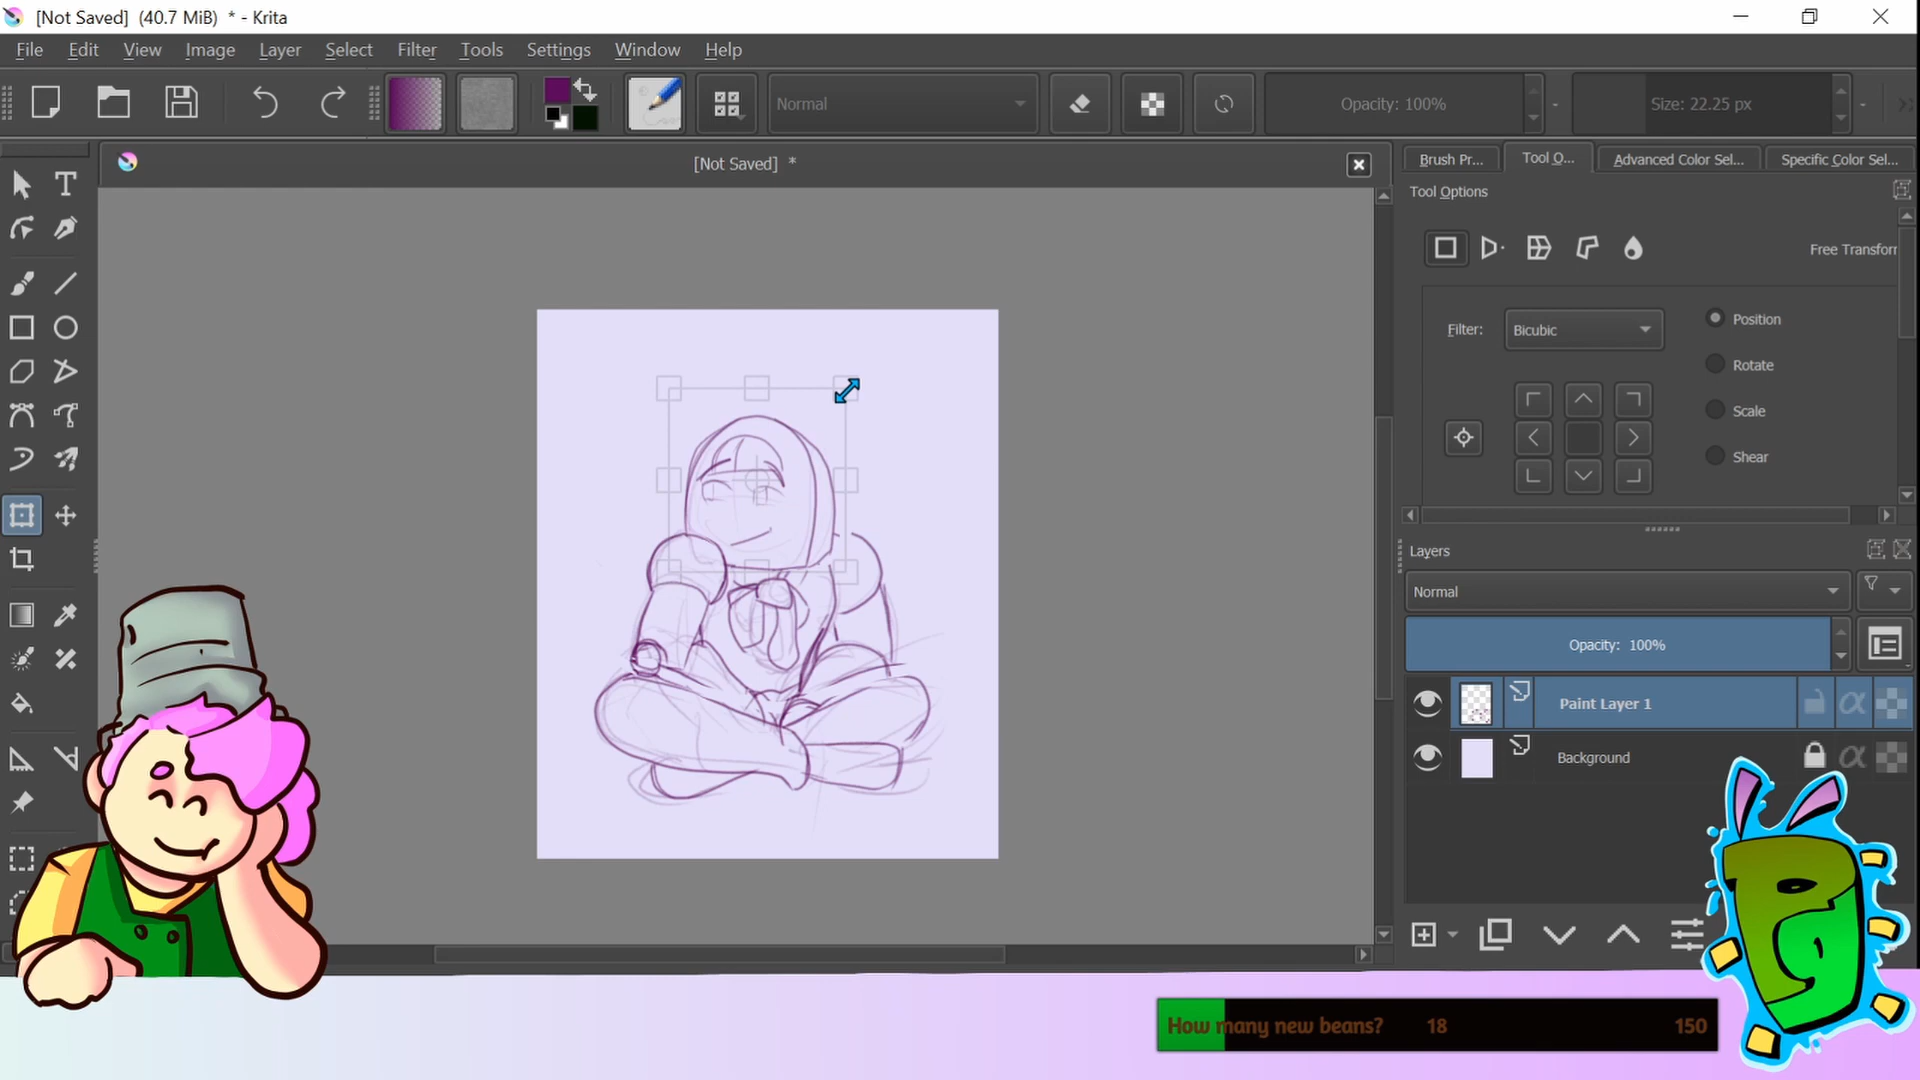 [Not Saved]  (40.7 MiB)  * - Krita
File Edit View Image Layer Select Filter Tools Settings Window Help
Normal
Opacity: 100%
Size: 22.25 px
[Not Saved]  *
Brush Pr...
Tool O...
Advanced Color Sel...
Specific Color Sel...
Tool Options
Free Transfor
Filter:
Bicubic
Position
Rotate
Scale
Shear
Layers
Normal
Opacity:  100%
Paint Layer 1
Background
How many new beans? 18 150